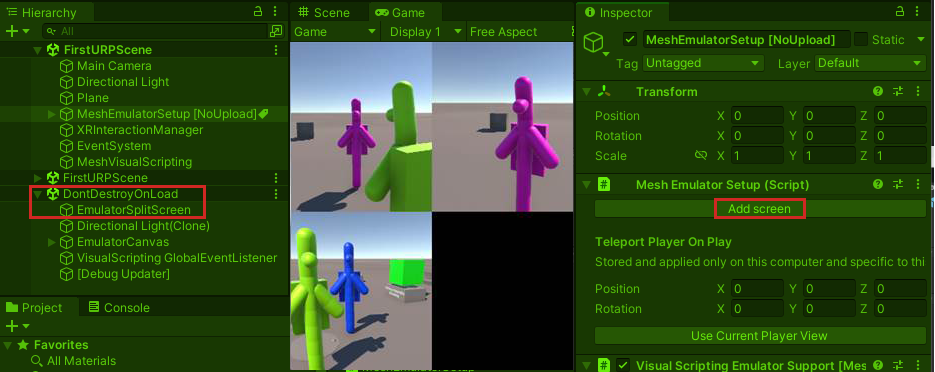 Hierarchy
All
FirstURPScene
Main Camera
Directional Light
Plane
MeshEmulatorSetup [NoUpload]
XRInteractionManager
EventSystem
MeshVisualScripting
FirstURPScene
DontDestroyOnLoad
EmulatorSplitScreen
Directional Light(Clone)
EmulatorCanvas
VisualScripting GlobalEventListener
[Debug Updater]
Project
Console
Favorites
All Materials
Scene
Game
Game
Display 1
Free Aspect
Inspector
MeshEmulatorSetup [NoUpload]
Static
Tag Untagged
Layer Default
Transform
Position X 0 Y 0 Z 0
Rotation X 0 Y 0 Z 0
Scale X 1 Y 1 Z 1
Mesh Emulator Setup (Script)
Add screen
Teleport Player On Play
Stored and applied only on this computer and specific to thi
Position X 0 Y 0 Z 0
Rotation X 0 Y 0 Z 0
Use Current Player View
Visual Scripting Emulator Support [Mes